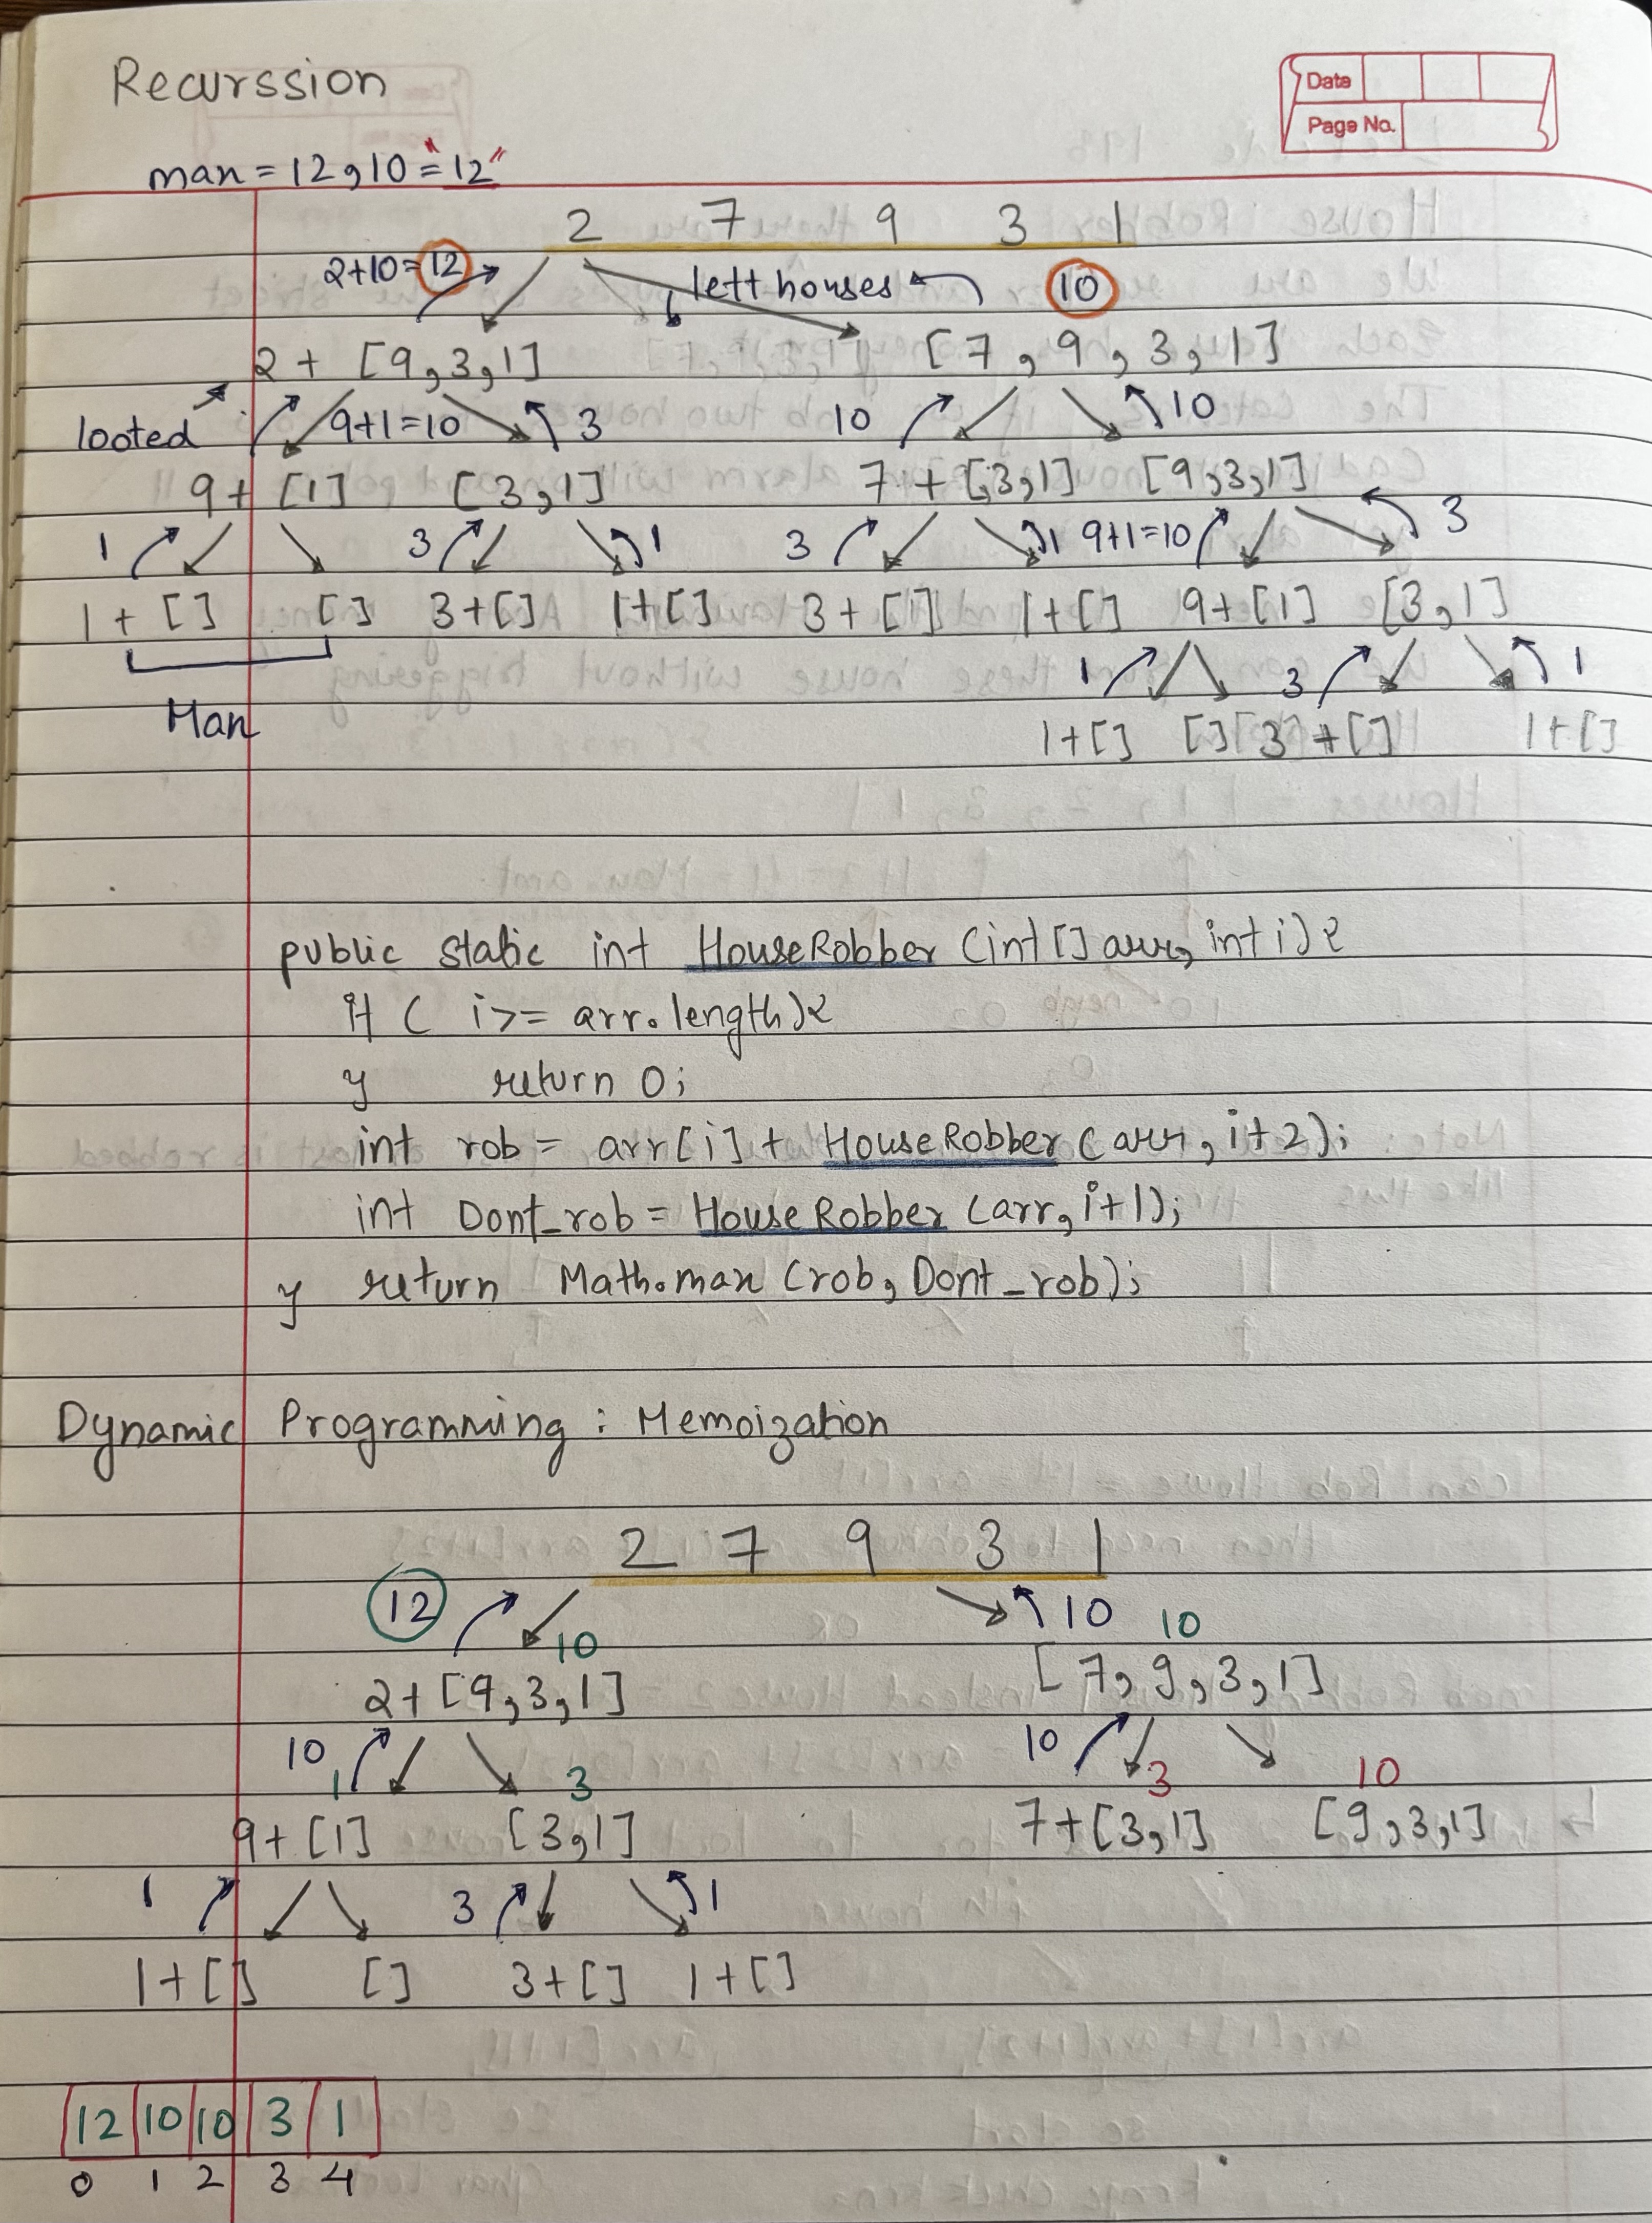 Recurssion
Date
Page No.
max = 12, 10 = "12"
2 7 9 3 1
2+10=12 left houses 10
2 + [9,3,1] [7,9,3,1]
looted 9+1=10 3 10 10
9+ [1] [3,1] 7 + [3,1] [9,3,1]
1 3 1 3 1 9+1=10 3
1 + [] [] 3+[] 1+[] 3 + [1] 1+[] 9+[1] [3,1]
1 3 1
Max 1+[] [] 3 +[] 1+[]
public static int HouseRobber (int [] arr, int i) {
if ( i >= arr.length) {
} return 0;
int rob = arr[i] + HouseRobber (arr, i+2);
int Dont_rob = HouseRobber (arr, i+1);
} return Math.max (rob, Dont_rob);
Dynamic Programming : Memoization
2 7 9 3 1
12 10 10 10
2+[9,3,1] [7,9,3,1]
10 1 3 10 3 10
9+[1] [3,1] 7+[3,1] [9,3,1]
1 3 1
1+[] [] 3+[] 1+[]
12 10 10 3 1
0 1 2 3 4